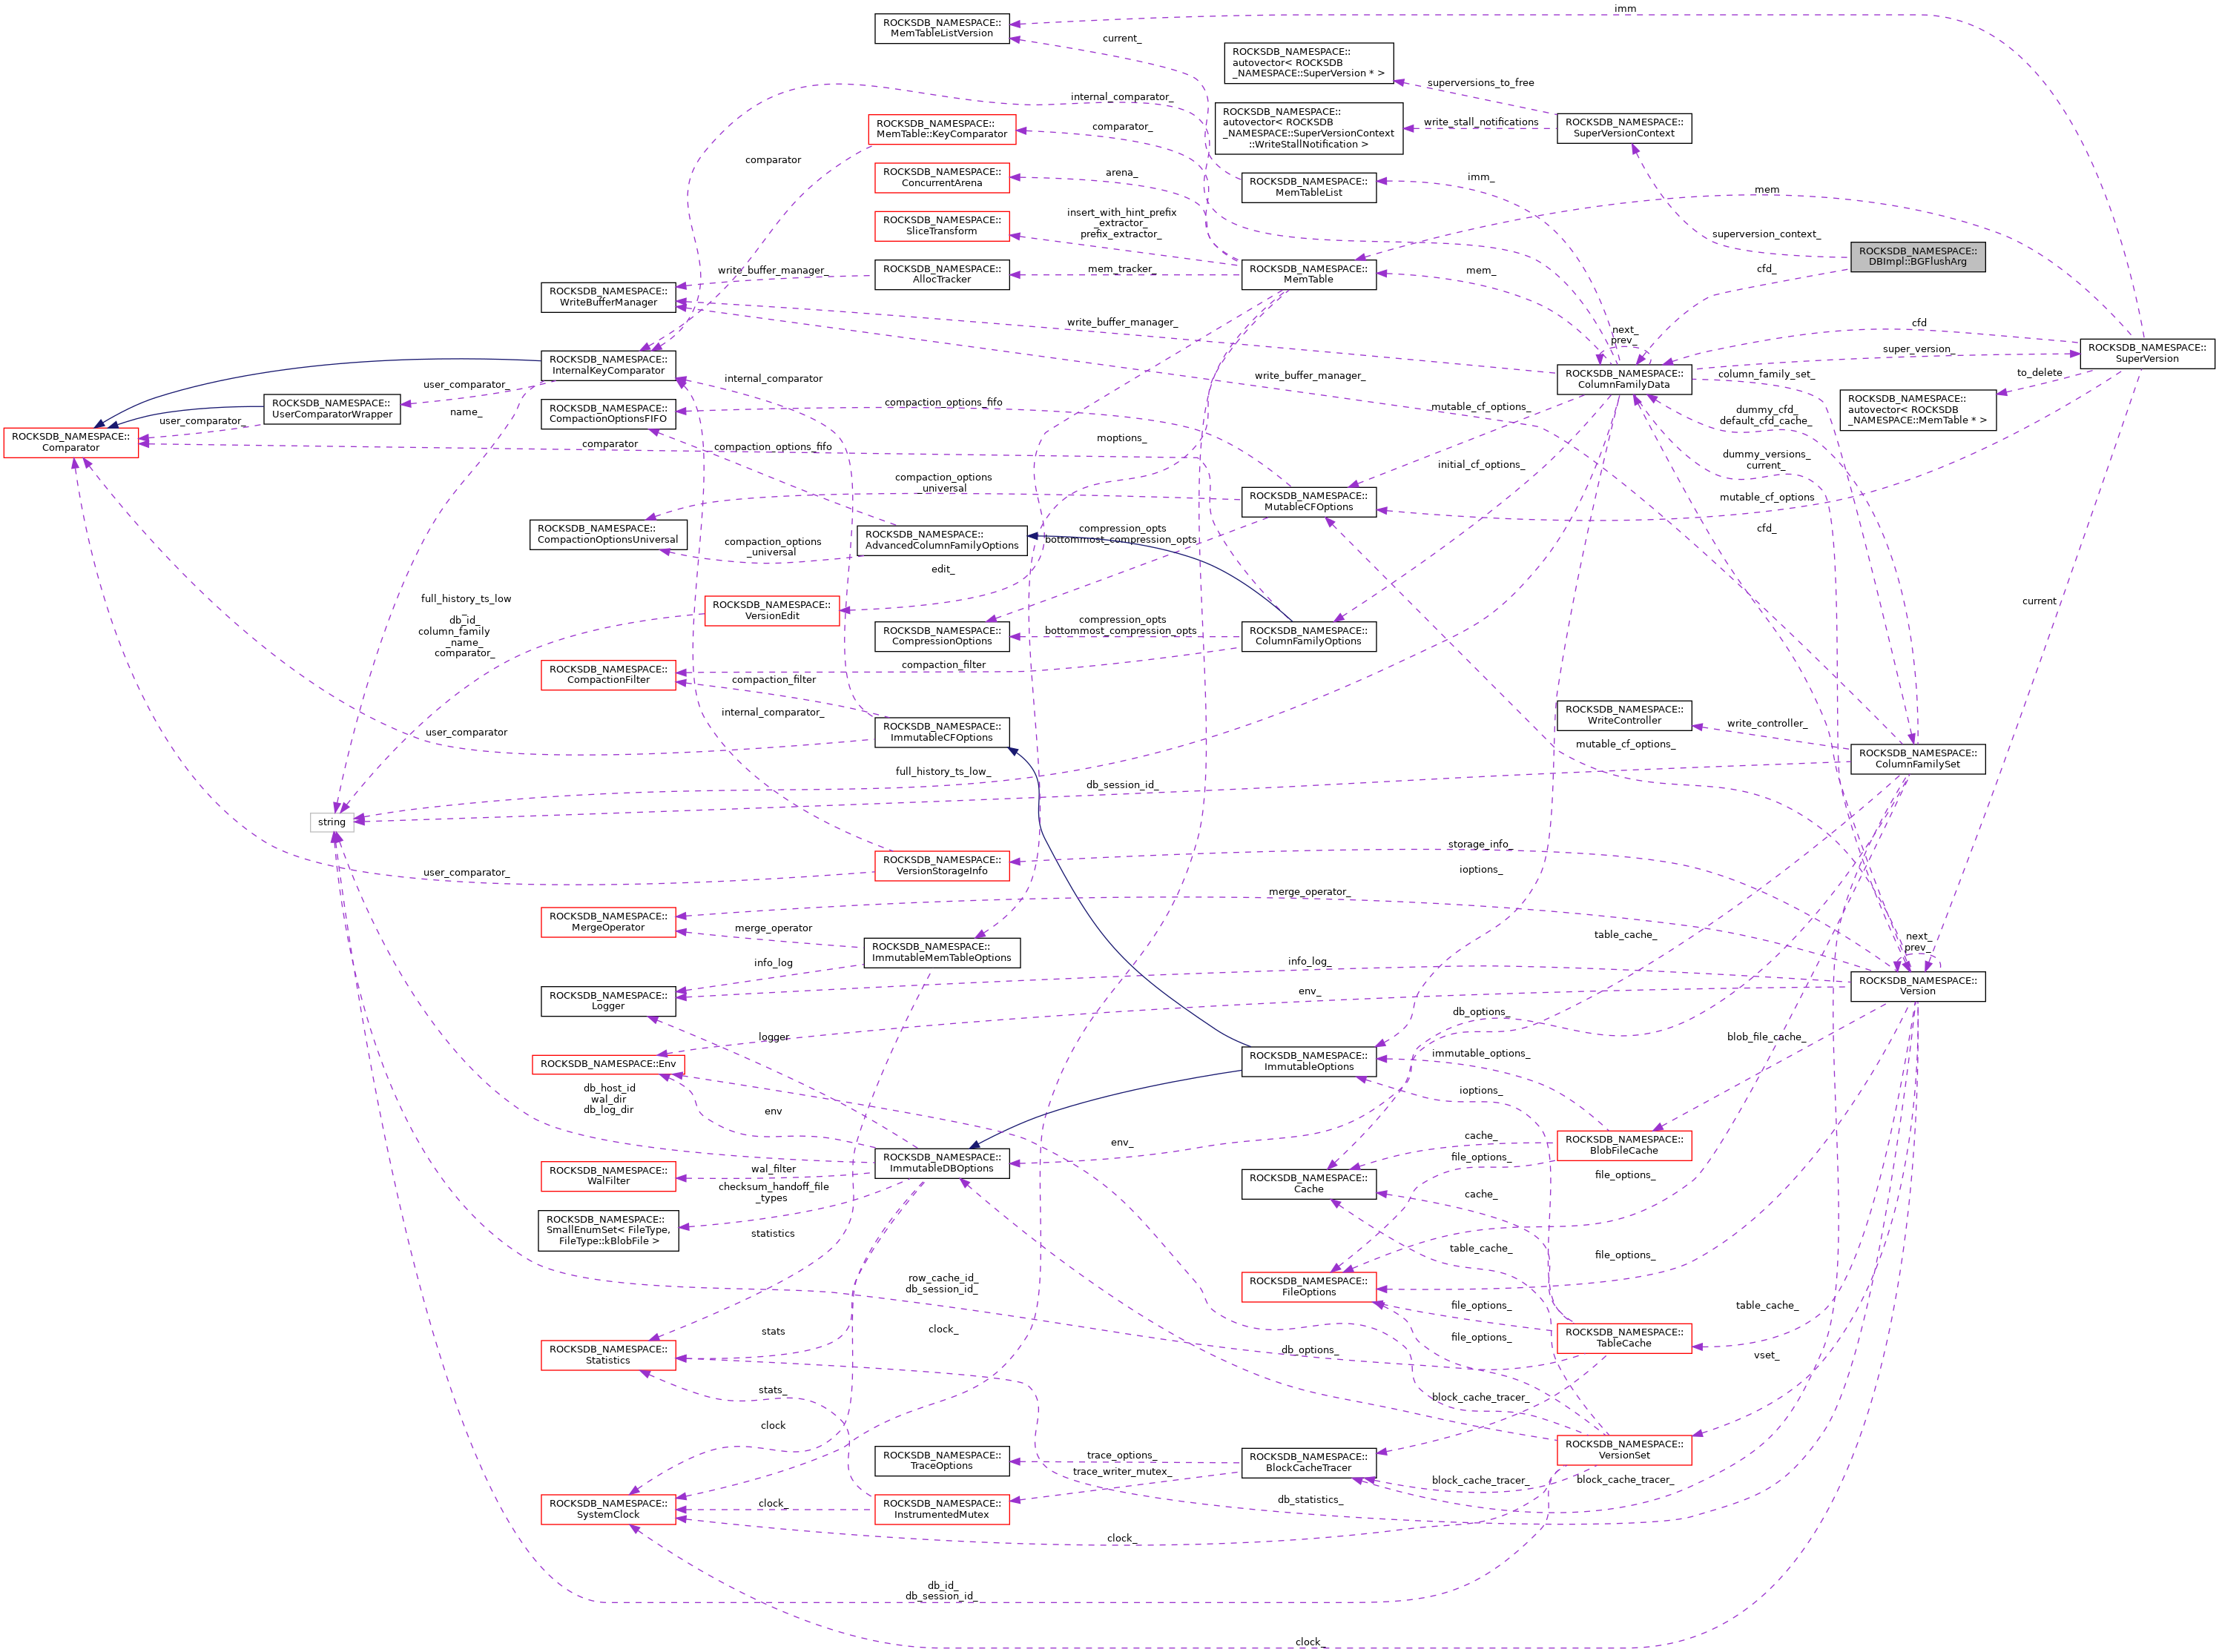 imm
ROCKSDB_NAMESPACE::
MemTableListVersion
current_
ROCKSDB_NAMESPACE::
autovector< ROCKSDB
_NAMESPACE::SuperVersion * >
superversions_to_free
internal_comparator_
ROCKSDB_NAMESPACE::
autovector< ROCKSDB
_NAMESPACE::SuperVersionContext
::WriteStallNotification >
write_stall_notifications
ROCKSDB_NAMESPACE::
SuperVersionContext
ROCKSDB_NAMESPACE::
MemTable::KeyComparator
comparator_
comparator
ROCKSDB_NAMESPACE::
ConcurrentArena
arena_
ROCKSDB_NAMESPACE::
MemTableList
imm_
mem
ROCKSDB_NAMESPACE::
SliceTransform
insert_with_hint_prefix
_extractor_
prefix_extractor_
superversion_context_
ROCKSDB_NAMESPACE::
DBImpl::BGFlushArg
write_buffer_manager_
ROCKSDB_NAMESPACE::
AllocTracker
mem_tracker_
ROCKSDB_NAMESPACE::
MemTable
mem_
cfd_
ROCKSDB_NAMESPACE::
WriteBufferManager
write_buffer_manager_
next_
prev_
cfd
ROCKSDB_NAMESPACE::
InternalKeyComparator
super_version_
ROCKSDB_NAMESPACE::
SuperVersion
user_comparator_
internal_comparator
write_buffer_manager_
ROCKSDB_NAMESPACE::
ColumnFamilyData
column_family_set_
to_delete
ROCKSDB_NAMESPACE::
UserComparatorWrapper
name_
ROCKSDB_NAMESPACE::
CompactionOptionsFIFO
compaction_options_fifo
mutable_cf_options_
dummy_cfd_
default_cfd_cache_
ROCKSDB_NAMESPACE::
autovector< ROCKSDB
_NAMESPACE::MemTable * >
user_comparator_
ROCKSDB_NAMESPACE::
Comparator
comparator
compaction_options_fifo
moptions_
initial_cf_options_
dummy_versions_
current_
compaction_options
_universal
ROCKSDB_NAMESPACE::
MutableCFOptions
mutable_cf_options
ROCKSDB_NAMESPACE::
CompactionOptionsUniversal
compaction_options
_universal
ROCKSDB_NAMESPACE::
AdvancedColumnFamilyOptions
compression_opts
bottommost_compression_opts
cfd_
edit_
full_history_ts_low
_
db_id_
column_family
_name_
comparator_
ROCKSDB_NAMESPACE::
VersionEdit
current
ROCKSDB_NAMESPACE::
CompressionOptions
compression_opts
bottommost_compression_opts
ROCKSDB_NAMESPACE::
ColumnFamilyOptions
ROCKSDB_NAMESPACE::
CompactionFilter
compaction_filter
compaction_filter
internal_comparator_
ROCKSDB_NAMESPACE::
WriteController
write_controller_
user_comparator
ROCKSDB_NAMESPACE::
ImmutableCFOptions
mutable_cf_options_
ROCKSDB_NAMESPACE::
ColumnFamilySet
full_history_ts_low_
db_session_id_
string
storage_info_
user_comparator_
ROCKSDB_NAMESPACE::
VersionStorageInfo
ioptions_
merge_operator_
ROCKSDB_NAMESPACE::
MergeOperator
merge_operator
ROCKSDB_NAMESPACE::
ImmutableMemTableOptions
table_cache_
next_
prev_
info_log
info_log_
ROCKSDB_NAMESPACE::
Logger
env_
ROCKSDB_NAMESPACE::
Version
db_options_
logger
blob_file_cache_
ROCKSDB_NAMESPACE::Env
ROCKSDB_NAMESPACE::
ImmutableOptions
immutable_options_
db_host_id
wal_dir
db_log_dir
env
ioptions_
env_
cache_
ROCKSDB_NAMESPACE::
BlobFileCache
ROCKSDB_NAMESPACE::
ImmutableDBOptions
file_options_
ROCKSDB_NAMESPACE::
WalFilter
wal_filter
ROCKSDB_NAMESPACE::
Cache
file_options_
checksum_handoff_file
_types
cache_
ROCKSDB_NAMESPACE::
SmallEnumSet< FileType,
FileType::kBlobFile >
statistics
table_cache_
file_options_
row_cache_id_
db_session_id_
ROCKSDB_NAMESPACE::
FileOptions
file_options_
table_cache_
stats
clock_
file_options_
ROCKSDB_NAMESPACE::
TableCache
ROCKSDB_NAMESPACE::
Statistics
db_options_
vset_
stats_
block_cache_tracer_
clock
ROCKSDB_NAMESPACE::
TraceOptions
trace_options_
ROCKSDB_NAMESPACE::
BlockCacheTracer
ROCKSDB_NAMESPACE::
VersionSet
trace_writer_mutex_
block_cache_tracer_
block_cache_tracer_
ROCKSDB_NAMESPACE::
SystemClock
clock_
ROCKSDB_NAMESPACE::
InstrumentedMutex
db_statistics_
clock_
db_id_
db_session_id_
clock_